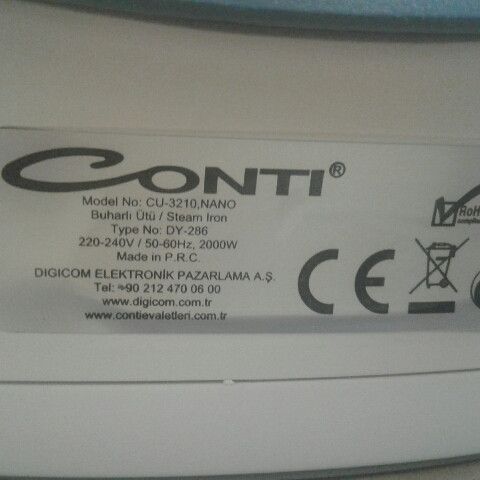 CONTI®
Model No: CU-3210,NANO
Buharlı Ütü / Steam Iron
Type No: DY-286
220-240V / 50-60Hz, 2000W
Made in P.R.C.
DIGICOM ELEKTRONİK PAZARLAMA A.Ş.
Tel: +90 212 470 06 00
www.digicom.com.tr
www.contievaletleri.com.tr
CE
RoHS